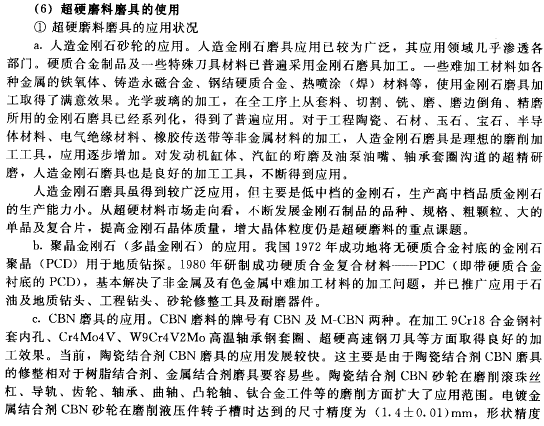 （6）超硬磨料磨具的使用
① 超硬磨料磨具的应用状况
a. 人造金刚石砂轮的应用。人造金刚石磨具应用已较为广泛，其应用领域几乎渗透各
部门。硬质合金制品及一些特殊刀具材料已普遍采用金刚石磨具加工。一些难加工材料如各
种金属的铁氧体、铸造永磁合金、钢结硬质合金、热喷涂（焊）材料等，使用金刚石磨具加
工取得了满意效果。光学玻璃的加工，在全工序上从套料、切割、铣、磨、磨边倒角、精磨
所用的金刚石磨具已经系列化，得到了普遍应用。对于工程陶瓷、石材、玉石、宝石、半导
体材料、电气绝缘材料、橡胶传送带等非金属材料的加工，人造金刚石磨具是理想的磨削加
工工具，应用逐步增加。对发动机缸体、汽缸的珩磨及油泵油嘴、轴承套圈沟道的超精研
磨，人造金刚石磨具也是良好的加工工具，不断得到应用。
人造金刚石磨具虽得到较广泛应用，但主要是低中档的金刚石，生产高中档品质金刚石
的生产能力小。从超硬材料市场走向看，不断发展金刚石制品的品种、规格、粗颗粒、大的
单品及复合片，提高金刚石晶体质量，增大晶体粒度仍是超硬磨料的重点课题。
b. 聚晶金刚石（多晶金刚石）的应用。我国 1972 年成功地将无硬质合金衬底的金刚石
聚晶（PCD）用于地质钻探。1980 年研制成功硬质合金复合材料——PDC（即带硬质合金
衬底的 PCD），基本解决了非金属及有色金属中难加工材料的加工问题，并已推广应用于石
油及地质钻头、工程钻头、砂轮修整工具及耐磨器件。
c. CBN 磨具的应用。CBN 磨料的牌号有 CBN 及 M-CBN 两种。在加工 9Cr18 合金钢衬
套内孔、Cr4Mo4V、W9Cr4V2Mo 高温轴承钢套圈、超硬高速钢刀具等方面取得良好的加
工效果。当前，陶瓷结合剂 CBN 磨具的应用发展较快。这主要是由于陶瓷结合剂 CBN 磨具
的修整相对于树脂结合剂、金属结合剂磨具要容易些。陶瓷结合剂 CBN 砂轮在磨削滚珠丝
杠、导轨、齿轮、轴承、曲轴、凸轮轴、钛合金工件等的磨削方面扩大了应用范围。电镀金
属结合剂 CBN 砂轮在磨削液压件转子槽时达到的尺寸精度为（1.4±0.01）mm，形状精度